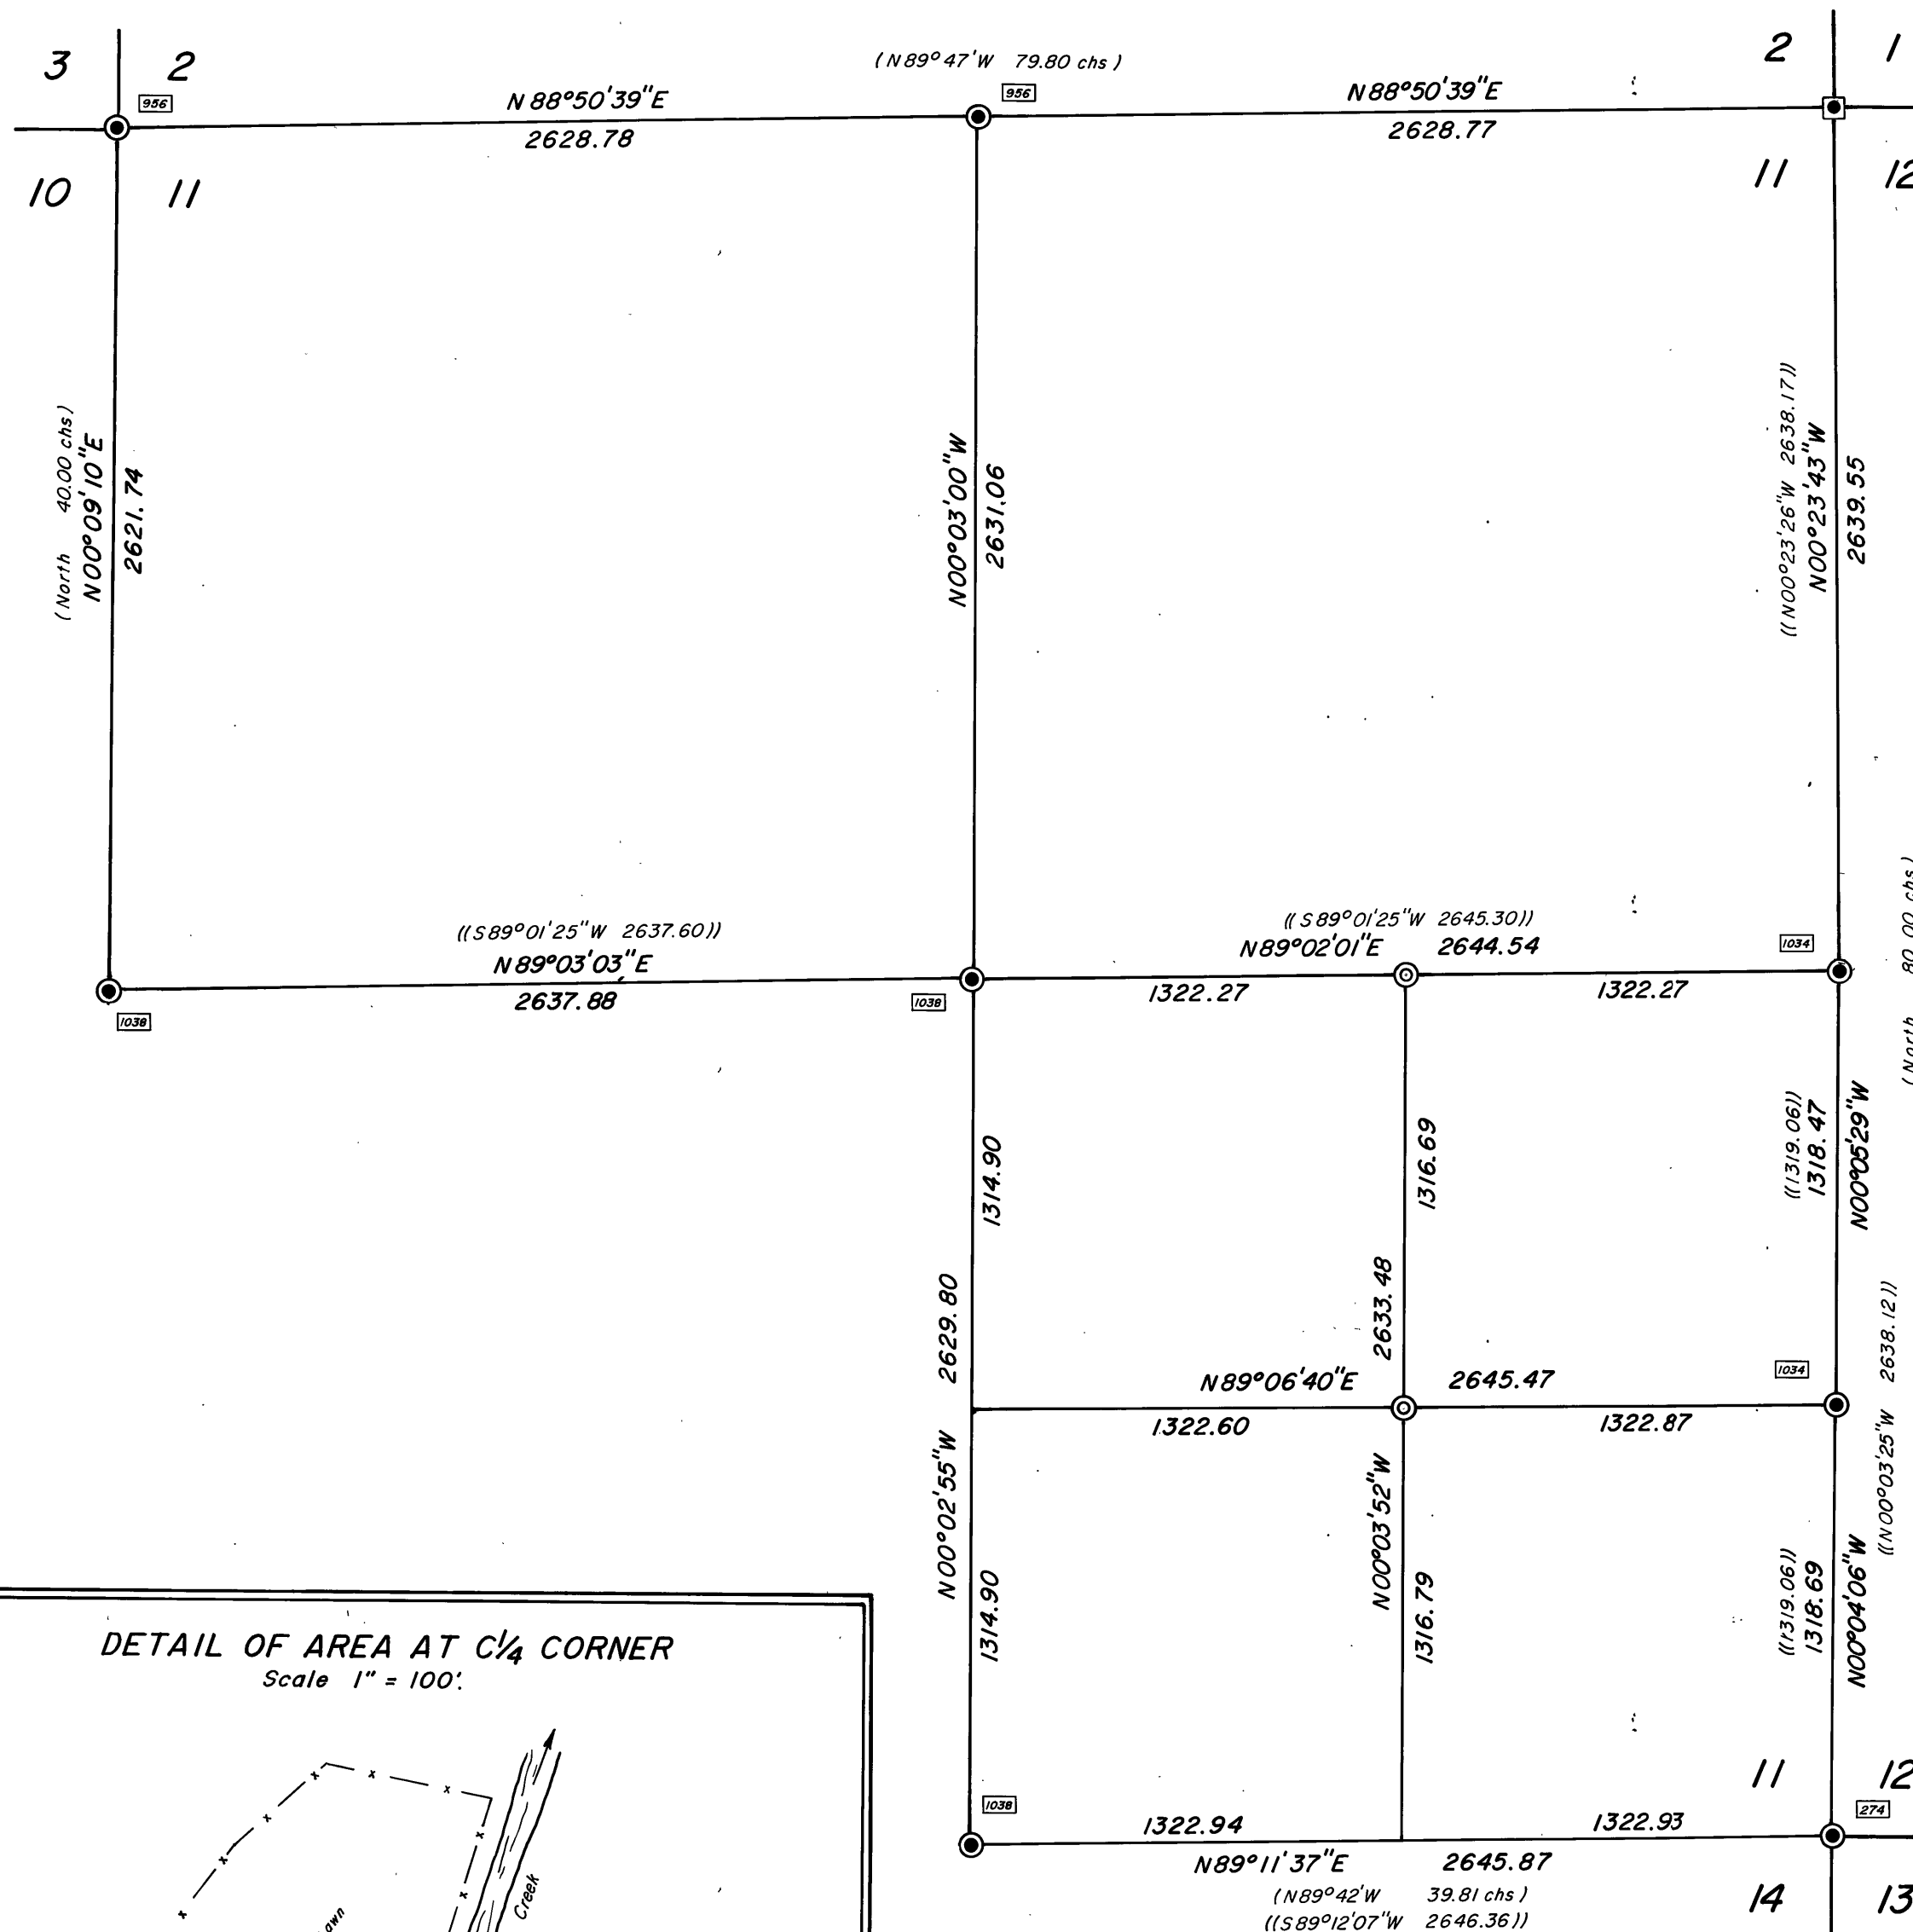 3 2
2 1
(N89°47'W 79.80 chs)
956
956
N88°50'39"E
N88°50'39"E
2628.78
2628.77
10 11
11 12
(North 40.00 chs)
N00°09'10"E
2621.74
N00°03'00"W
2631.06
((N00°23'26"W 2638.17))
N00°23'43"W
2639.55
((S89°01'25"W 2637.60))
N89°03'03"E
2637.88
1038
1038
((S89°01'25"W 2645.30))
N89°02'01"E 2644.54
1034
1322.27
1322.27
(North 80.00 chs)
1314.90
2629.80
1316.69
2633.48
((1319.06))
1318.47
N00°05'29"W
((N00°03'25"W 2638.12))
N89°06'40"E 2645.47
1034
1322.60
1322.87
N00°02'55"W
1314.90
N00°03'52"W
1316.79
((1319.06))
1318.69
N00°04'06"W
DETAIL OF AREA AT C1/4 CORNER
Scale 1" = 100'.
Creek
1038
11 12
274
1322.94
1322.93
N89°11'37"E 2645.87
(N89°42'W 39.81 chs)
((S89°12'07"W 2646.36))
14 13